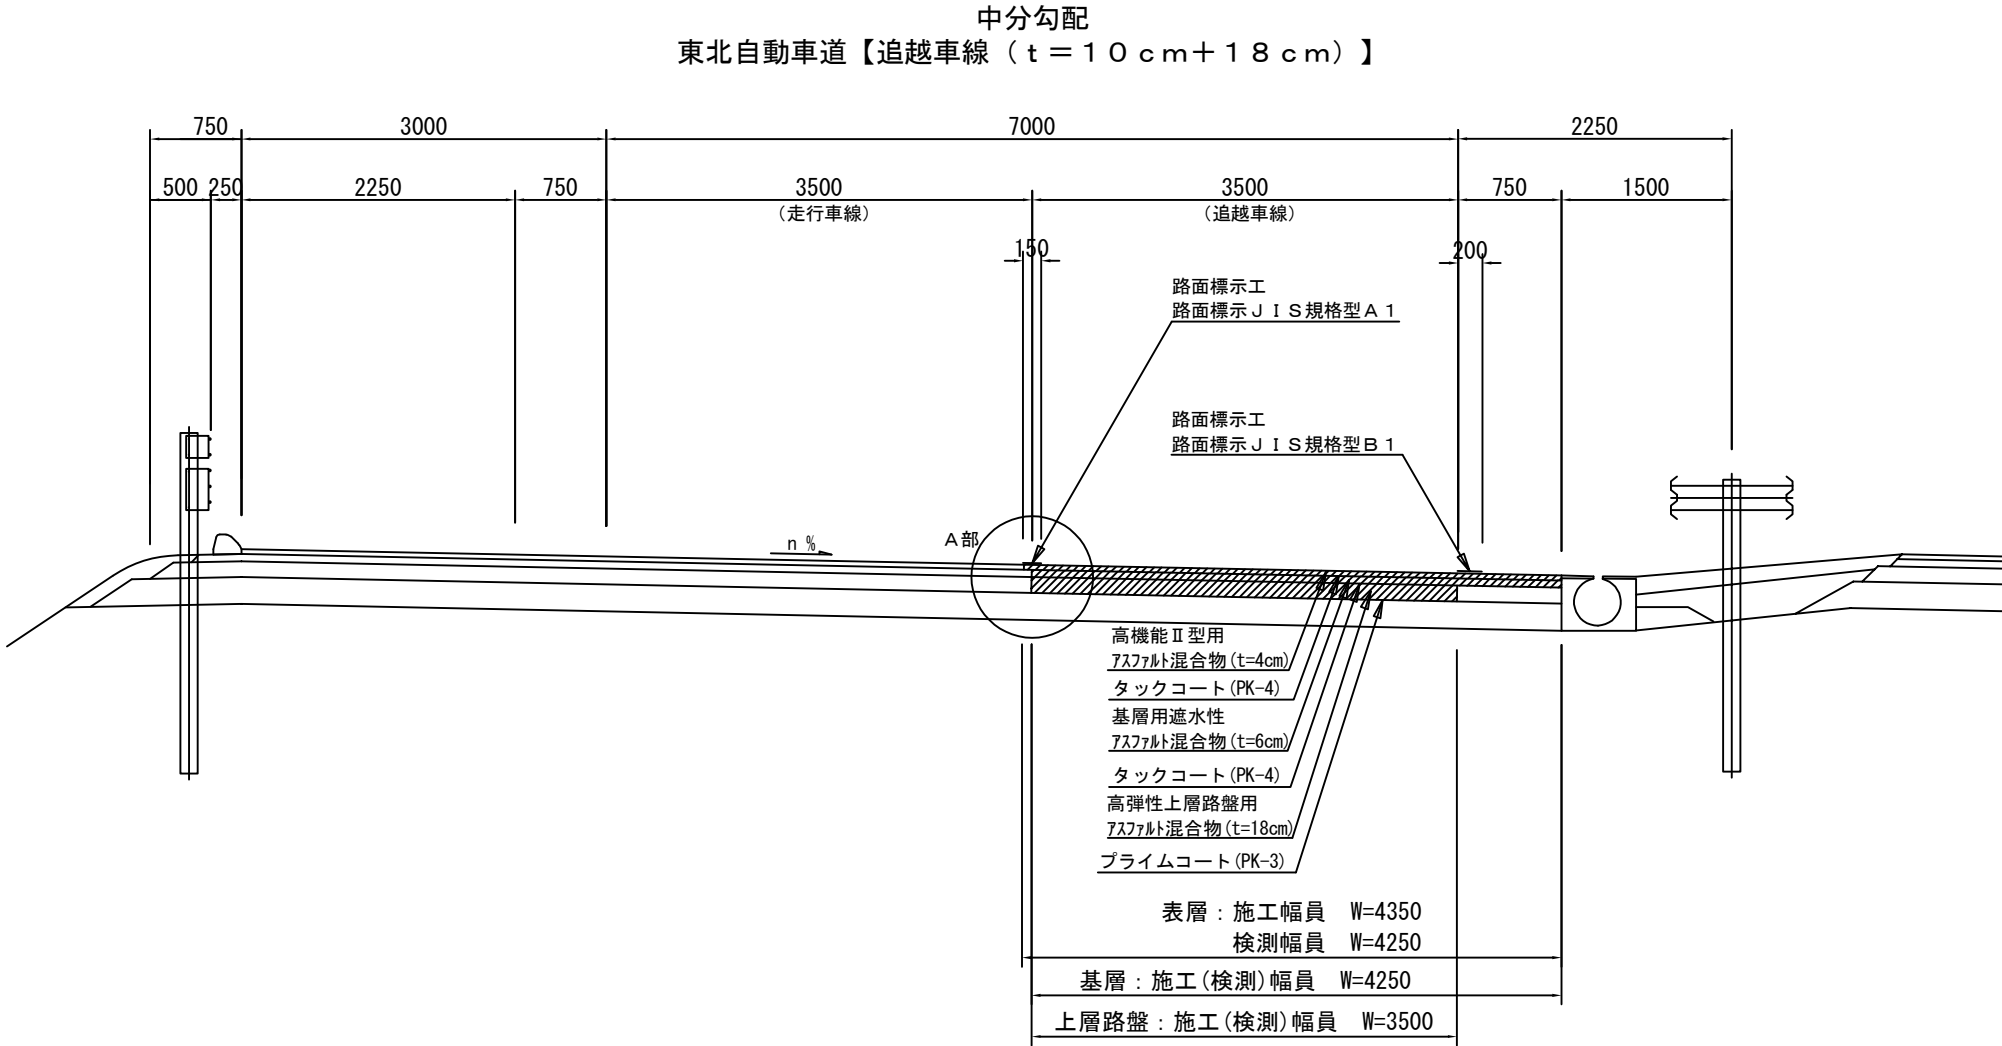 中分勾配
東北自動車道【追越車線（ｔ＝１０ｃｍ＋１８ｃｍ）】
750 3000 7000 2250
500 250 2250 750 3500 3500 750 1500
（走行車線） （追越車線）
150 200
路面標示工
路面標示ＪＩＳ規格型Ａ１
路面標示工
路面標示ＪＩＳ規格型Ｂ１
n %
Ａ部
高機能Ⅱ型用
ｱｽﾌｧﾙﾄ混合物(t=4cm)
タックコート(PK-4)
基層用遮水性
ｱｽﾌｧﾙﾄ混合物(t=6cm)
タックコート(PK-4)
高弾性上層路盤用
ｱｽﾌｧﾙﾄ混合物(t=18cm)
プライムコート(PK-3)
表層：施工幅員 W=4350
検測幅員 W=4250
基層：施工(検測)幅員 W=4250
上層路盤：施工(検測)幅員 W=3500